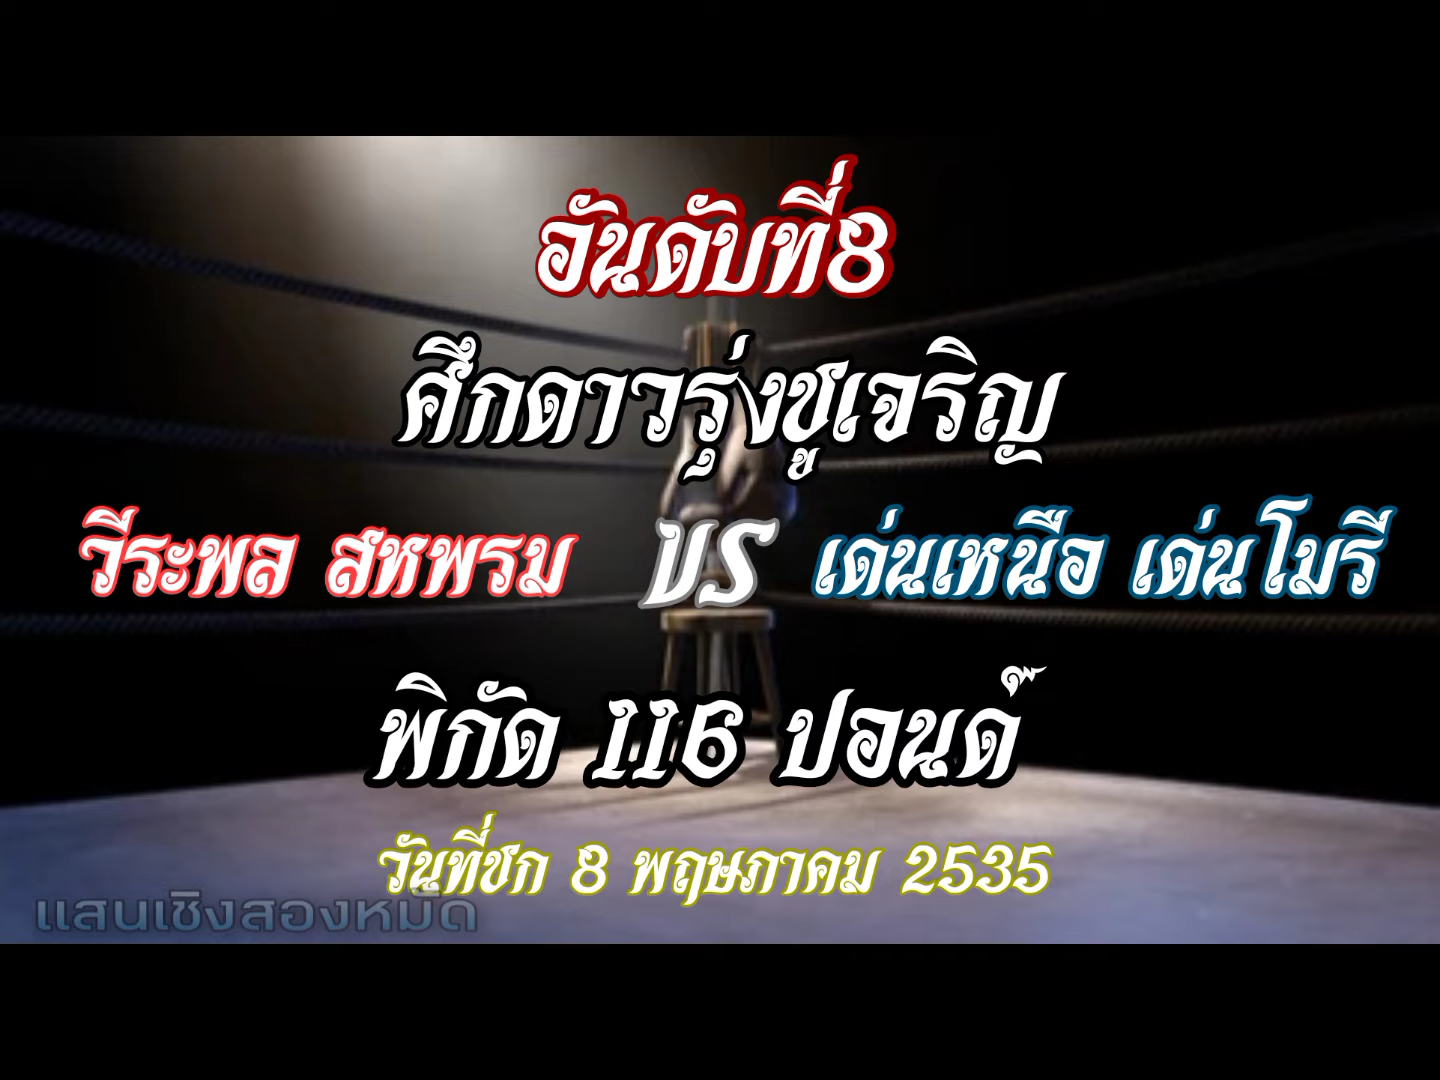 อันดับที่8
ศึกดาวรุ่งชูเจริญ
วีระพล สหพรม vs เด่นเหนือ เด่นโมรี
พิกัด 116 ปอนด์
วันที่ชก 8 พฤษภาคม 2535
แสนเชิงสองหมัด